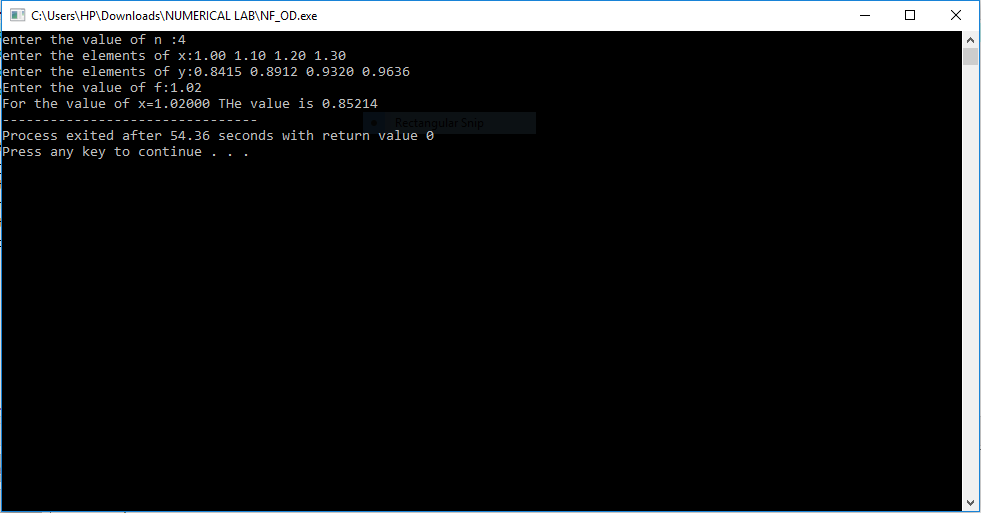 C:\Users\HP\Downloads\NUMERICAL LAB\NF_OD.exe
enter the value of n :4
enter the elements of x:1.00 1.10 1.20 1.30
enter the elements of y:0.8415 0.8912 0.9320 0.9636
Enter the value of f:1.02
For the value of x=1.02000 THe value is 0.85214
--------------------------------
Rectangular Snip
Process exited after 54.36 seconds with return value 0
Press any key to continue . . .